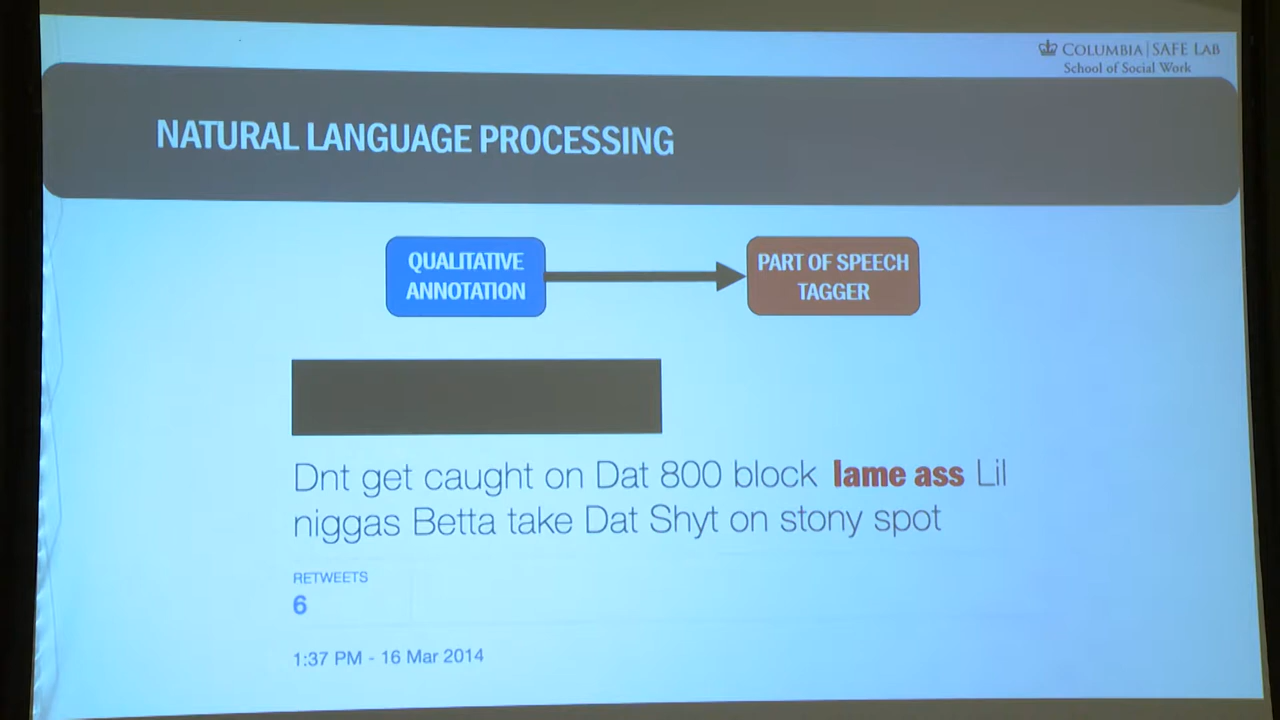 COLUMBIA | SAFE LAB
School of Social Work
NATURAL LANGUAGE PROCESSING
QUALITATIVE
ANNOTATION
PART OF SPEECH
TAGGER
Dnt get caught on Dat 800 block lame ass Lil
niggas Betta take Dat Shyt on stony spot
RETWEETS
6
1:37 PM - 16 Mar 2014